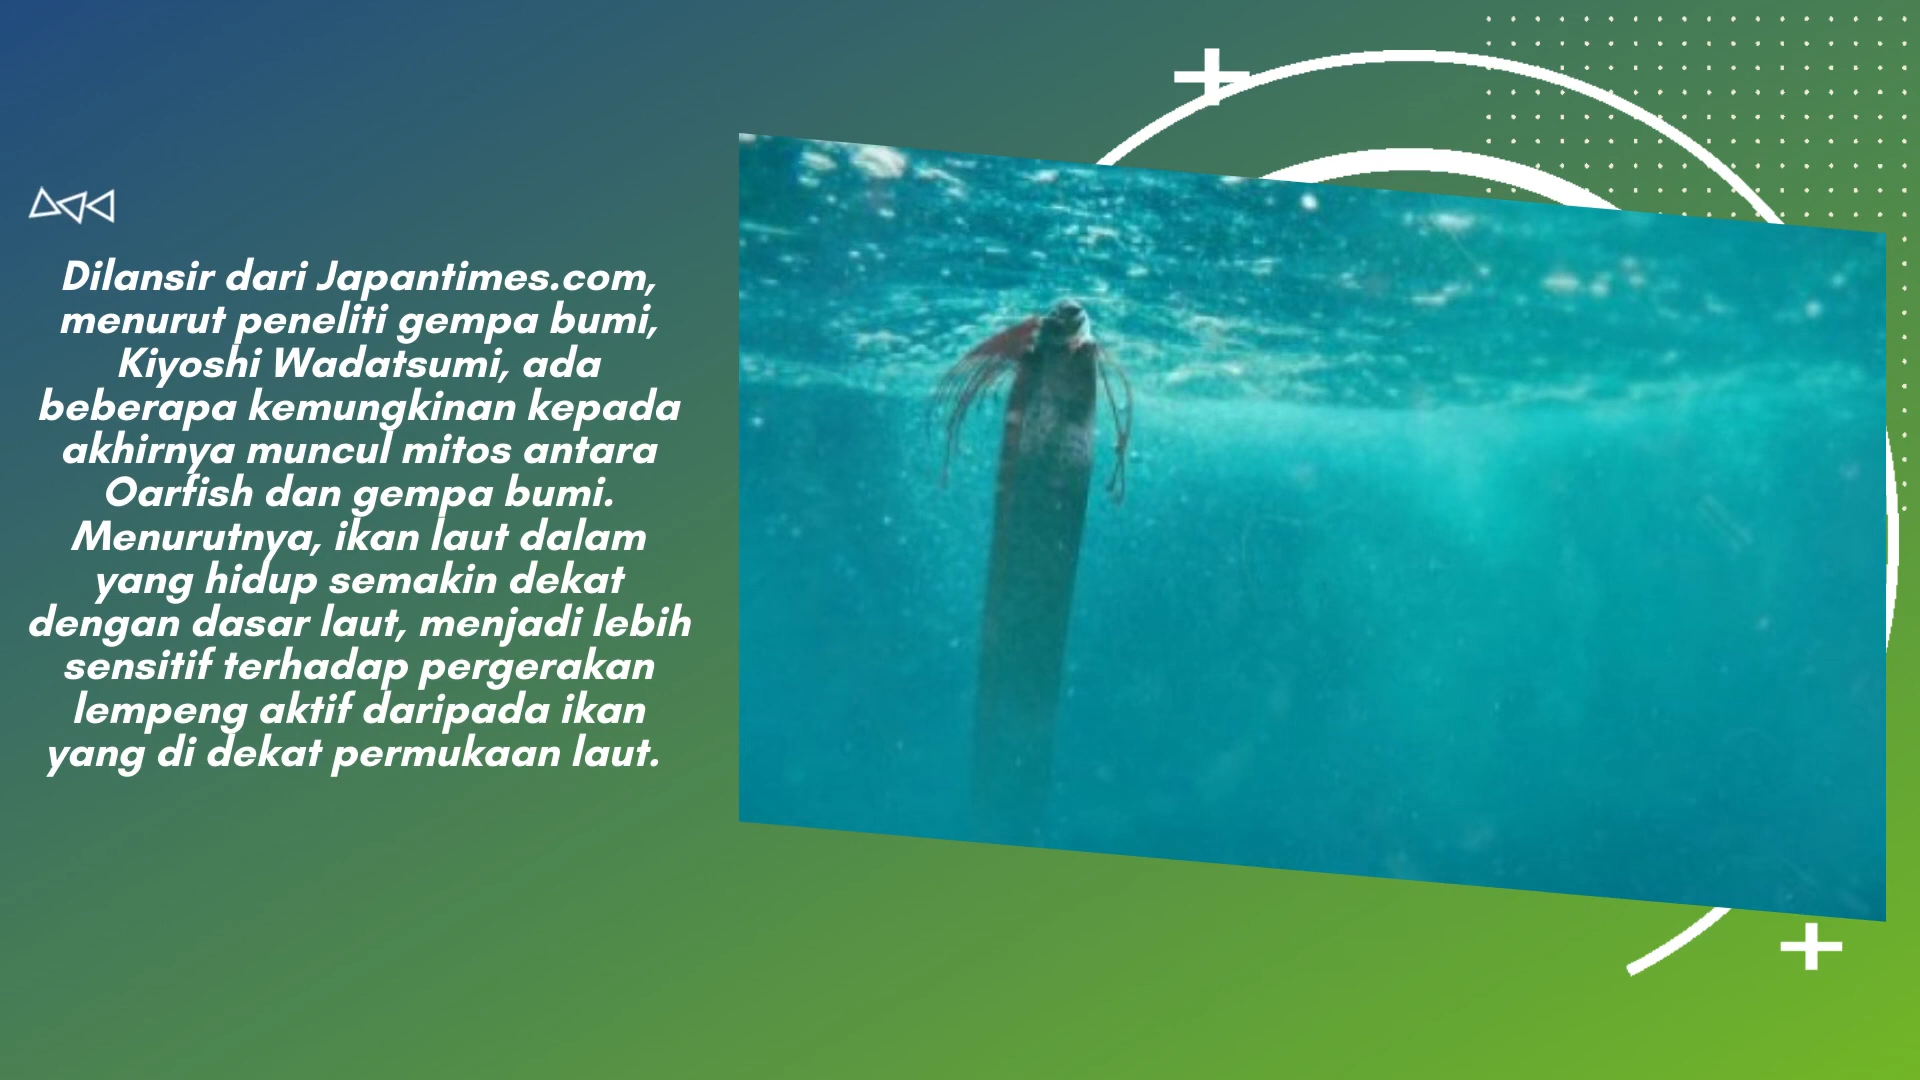 Dilansir dari Japantimes.com,
menurut peneliti gempa bumi,
Kiyoshi Wadatsumi, ada
beberapa kemungkinan kepada
akhirnya muncul mitos antara
Oarfish dan gempa bumi.
Menurutnya, ikan laut dalam
yang hidup semakin dekat
dengan dasar laut, menjadi lebih
sensitif terhadap pergerakan
lempeng aktif daripada ikan
yang di dekat permukaan laut.